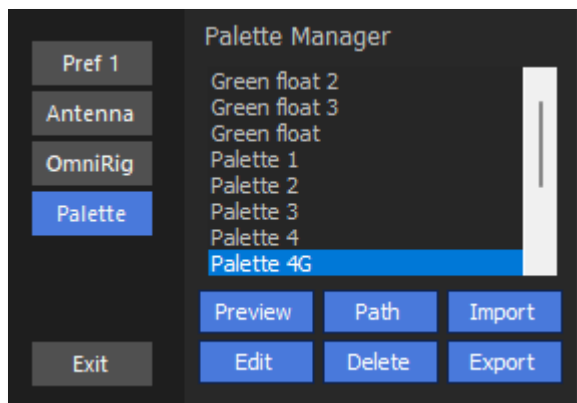 Palette Manager
Pref 1
Antenna
OmniRig
Palette
Exit
Green float 2
Green float 3
Green float
Palette 1
Palette 2
Palette 3
Palette 4
Palette 4G
Preview Path Import
Edit Delete Export